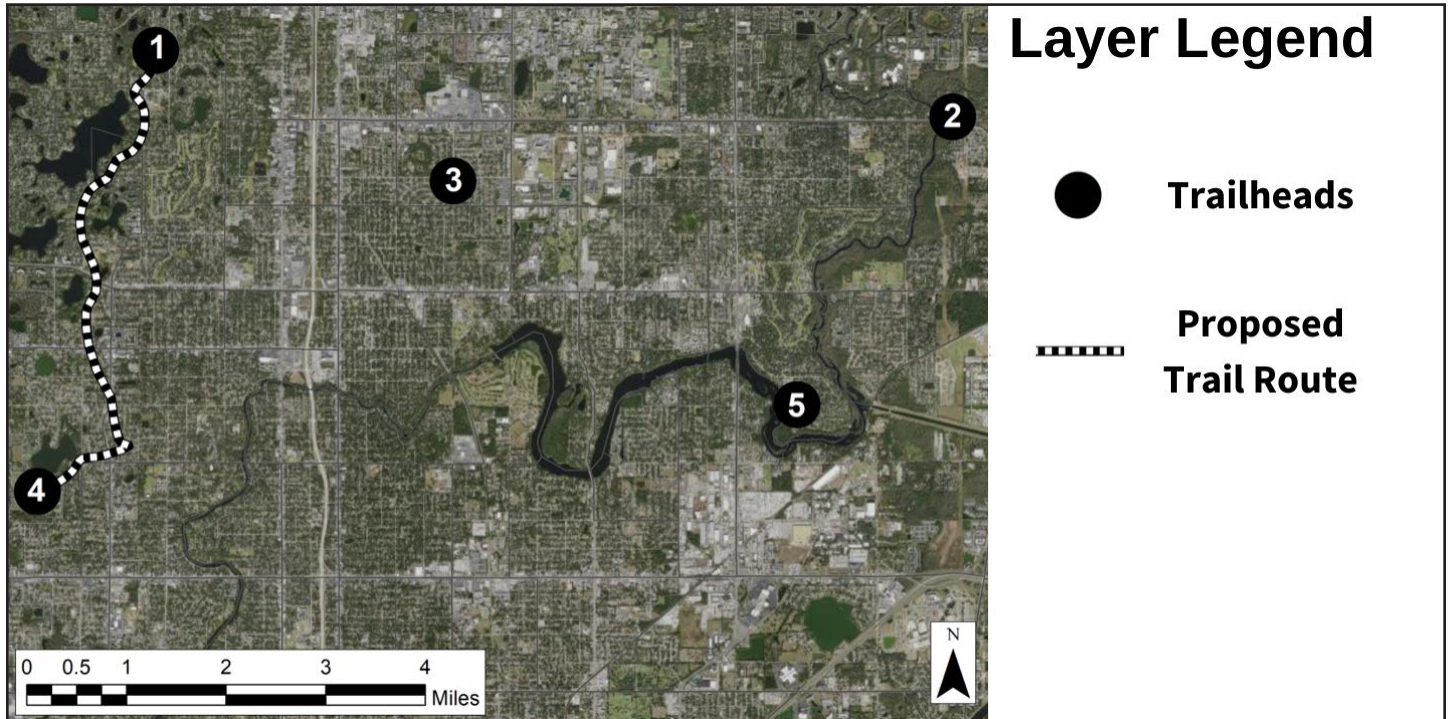 Layer Legend
1
2
3
Trailheads
Proposed
Trail Route
5
4
N
0 0.5 1 2 3 4
Miles